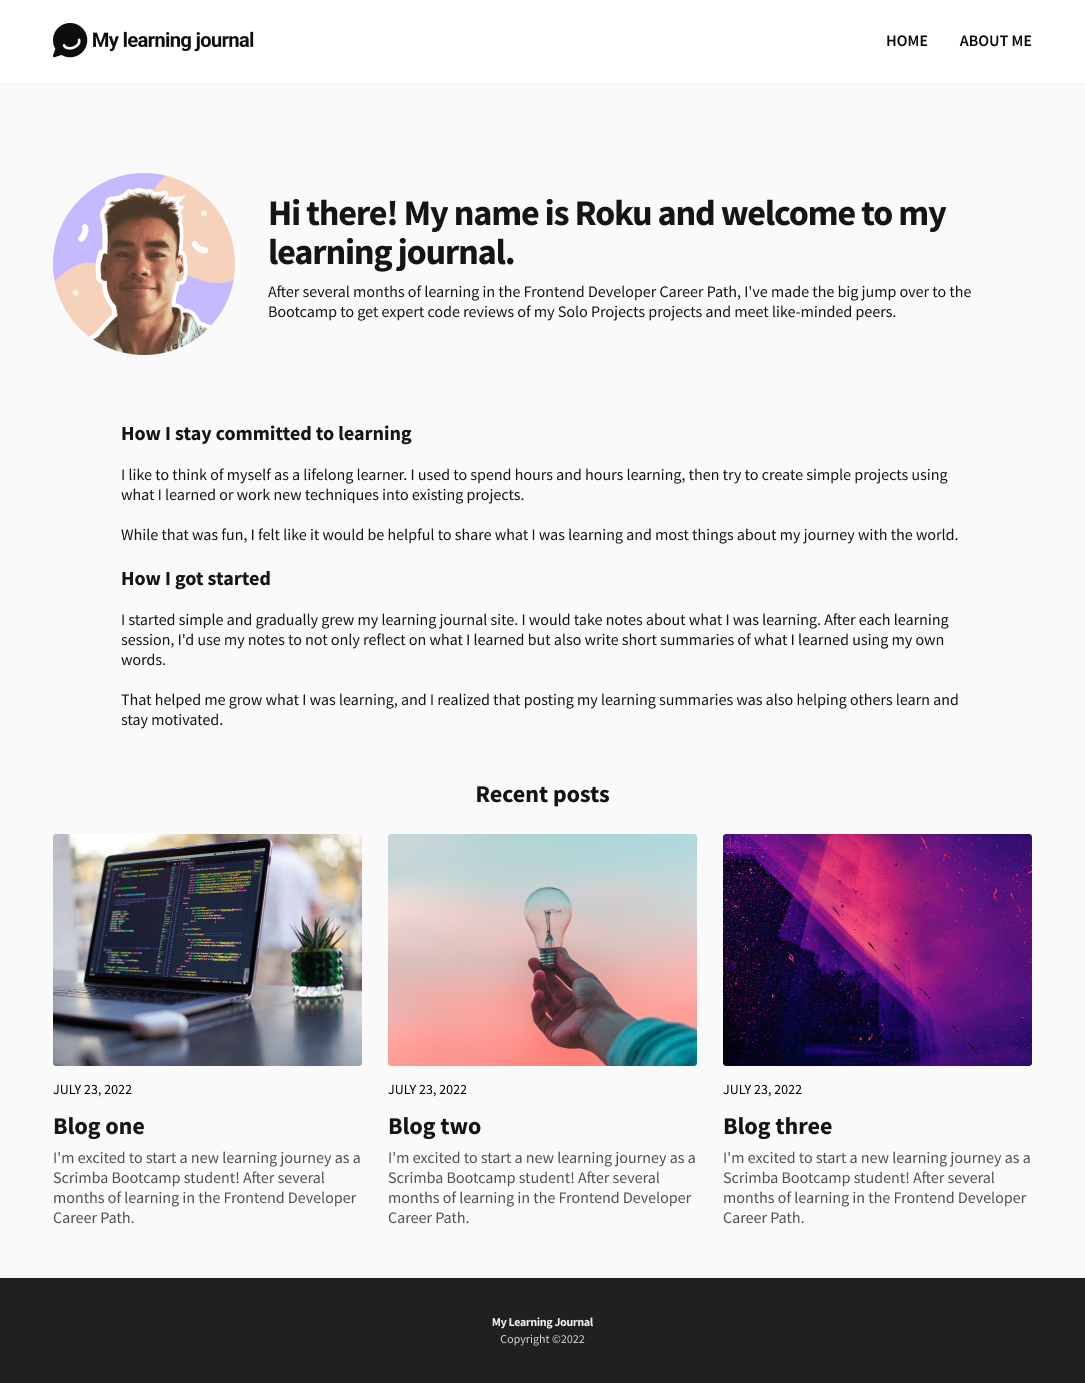 My learning journal
HOME
ABOUT ME
Hi there! My name is Roku and welcome to my
learning journal.
After several months of learning in the Frontend Developer Career Path, I've made the big jump over to the
Bootcamp to get expert code reviews of my Solo Projects projects and meet like-minded peers.
How I stay committed to learning
I like to think of myself as a lifelong learner. I used to spend hours and hours learning, then try to create simple projects using
what I learned or work new techniques into existing projects.
While that was fun, I felt like it would be helpful to share what I was learning and most things about my journey with the world.
How I got started
I started simple and gradually grew my learning journal site. I would take notes about what I was learning. After each learning
session, I'd use my notes to not only reflect on what I learned but also write short summaries of what I learned using my own
words.
That helped me grow what I was learning, and I realized that posting my learning summaries was also helping others learn and
stay motivated.
Recent posts
JULY 23, 2022
Blog one
I'm excited to start a new learning journey as a
Scrimba Bootcamp student! After several
months of learning in the Frontend Developer
Career Path.
JULY 23, 2022
Blog two
I'm excited to start a new learning journey as a
Scrimba Bootcamp student! After several
months of learning in the Frontend Developer
Career Path.
JULY 23, 2022
Blog three
I'm excited to start a new learning journey as a
Scrimba Bootcamp student! After several
months of learning in the Frontend Developer
Career Path.
My Learning Journal
Copyright ©2022